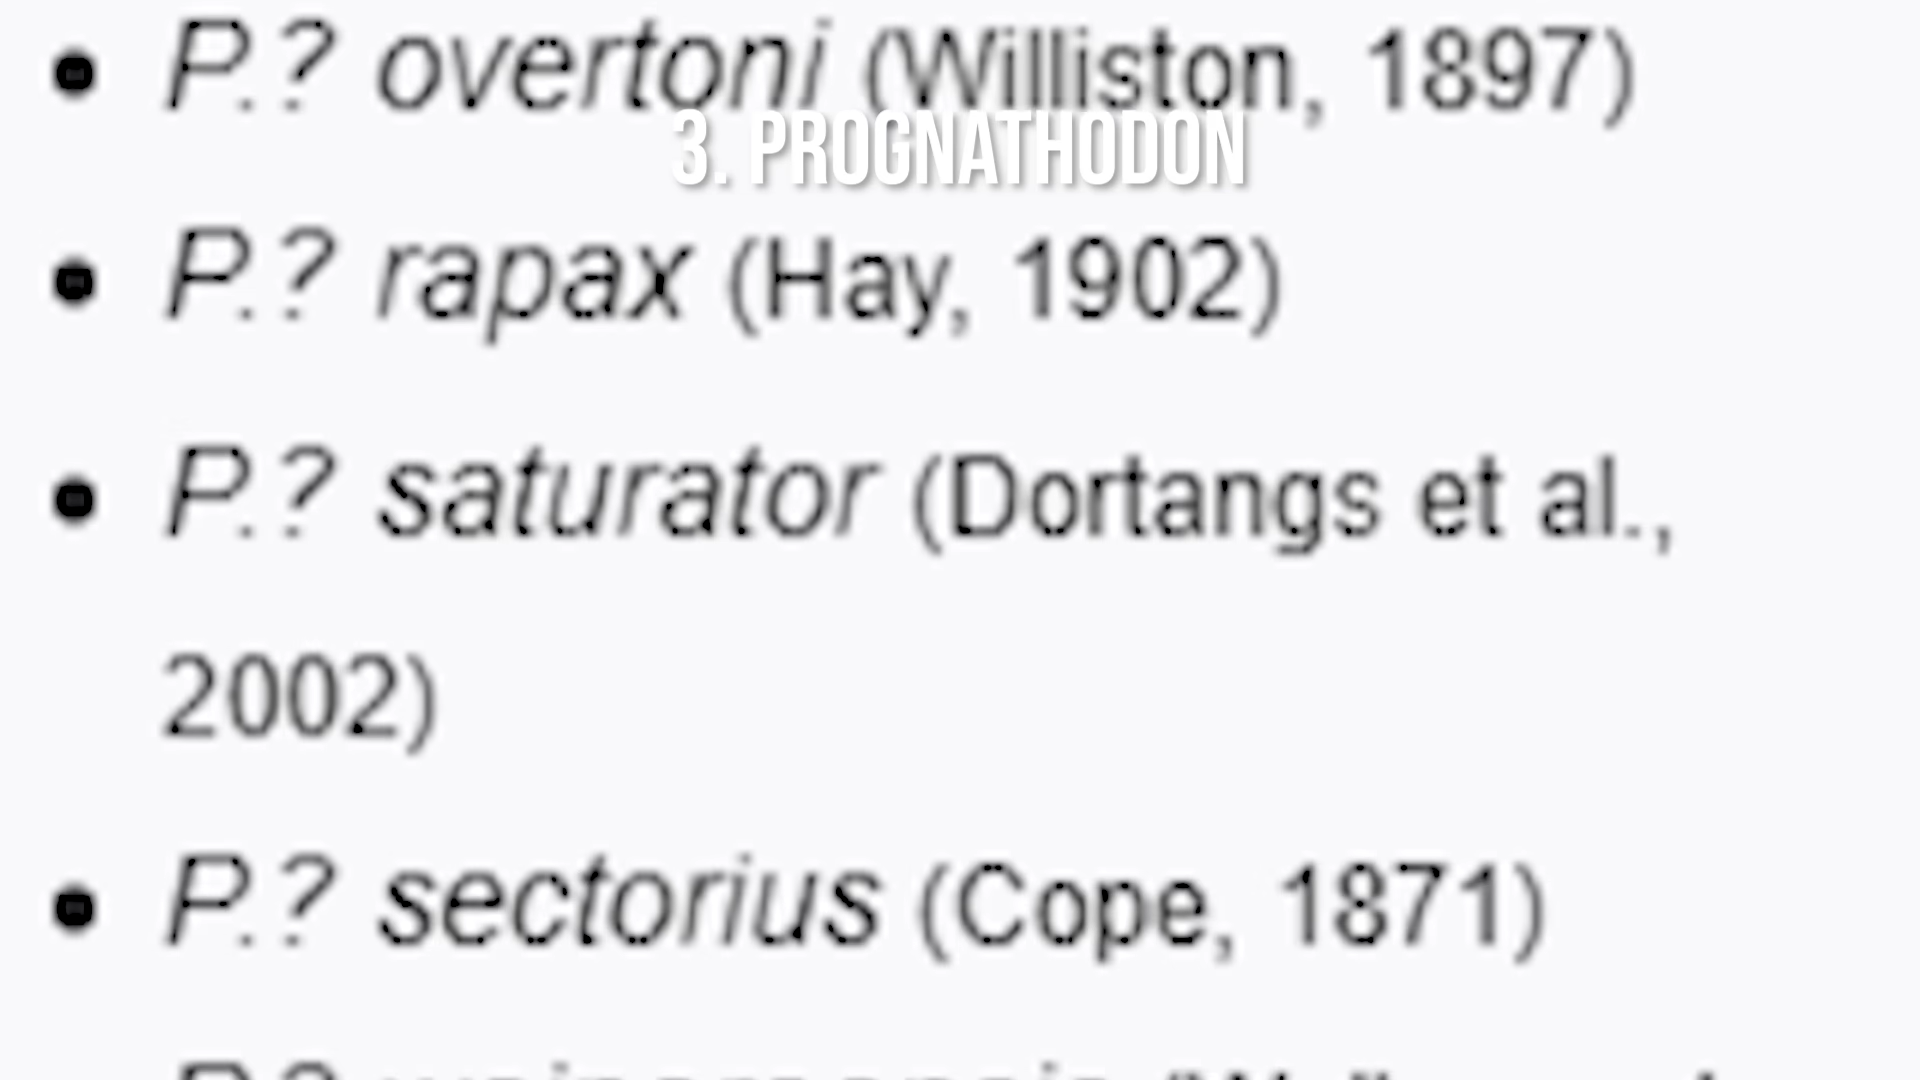 • P.? overtoni (Williston, 1897)
3. PROGNATHODON
• P.? rapax (Hay, 1902)
• P.? saturator (Dortangs et al.,
2002)
• P.? sectorius (Cope, 1871)